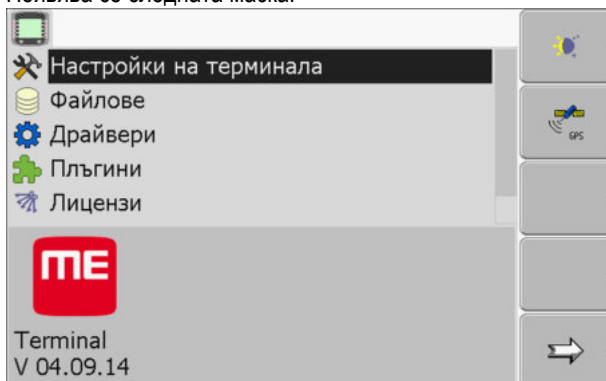 Настройки на терминала
Файлове
Драйвери
GPS
Плъгини
Лицензи
ME
Terminal
V 04.09.14